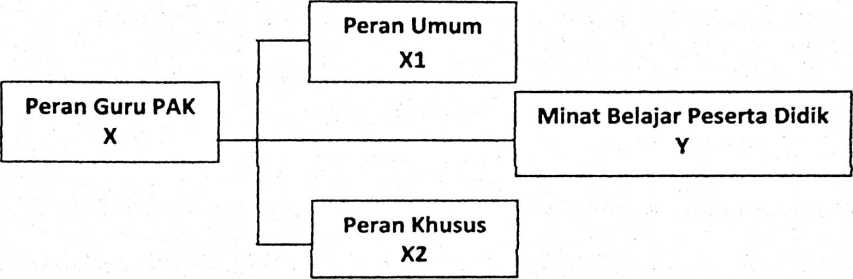 Peran Umum
X1
Peran Guru PAK
X
Minat Belajar Peserta Didik
Y
Peran Khusus
X2